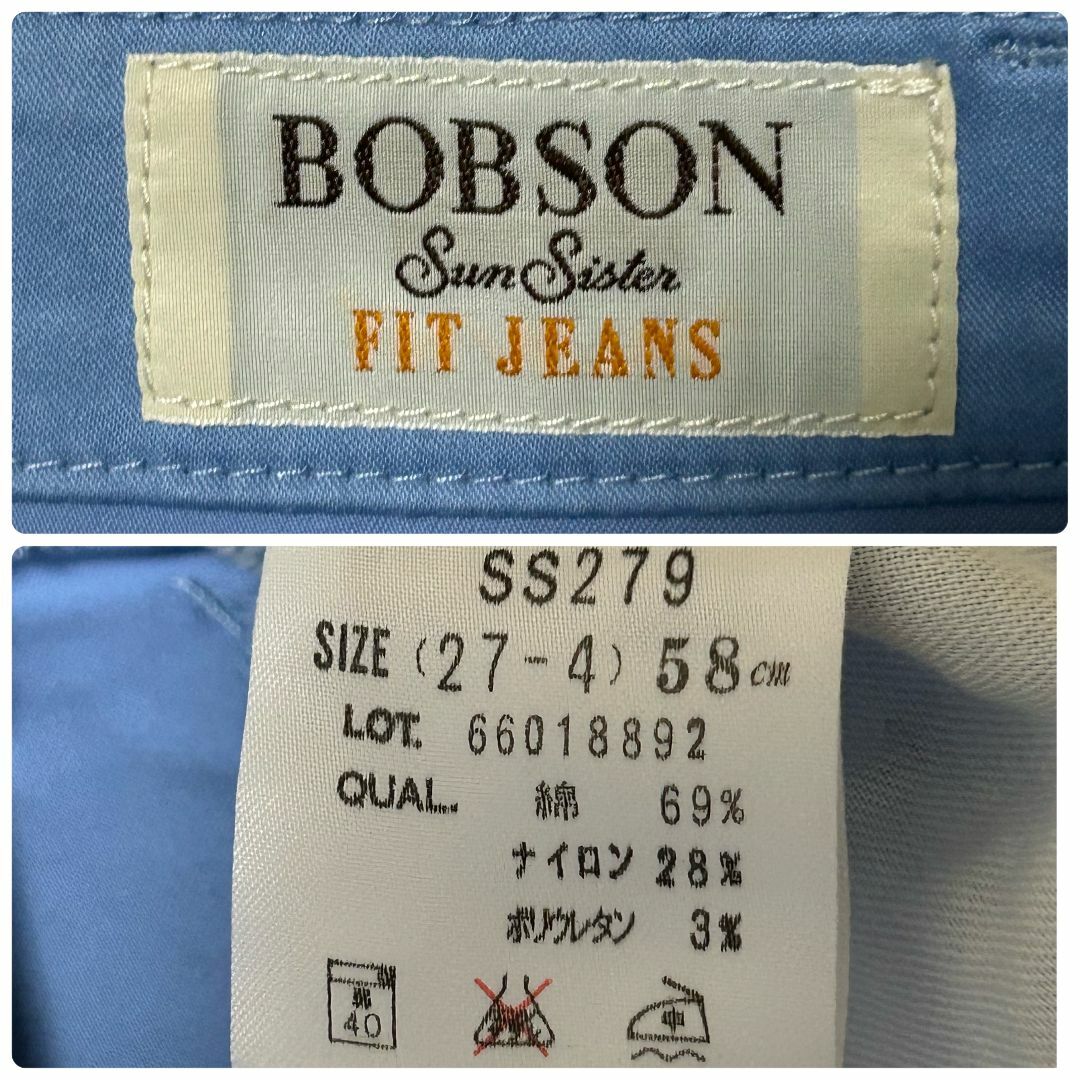 BOBSON
Sun Sister
FIT JEANS
SS279
SIZE (27-4) 58cm
LOT. 66018892
QUAL. 綿 69%
ナイロン 28%
ポリウレタン 3%
40
中